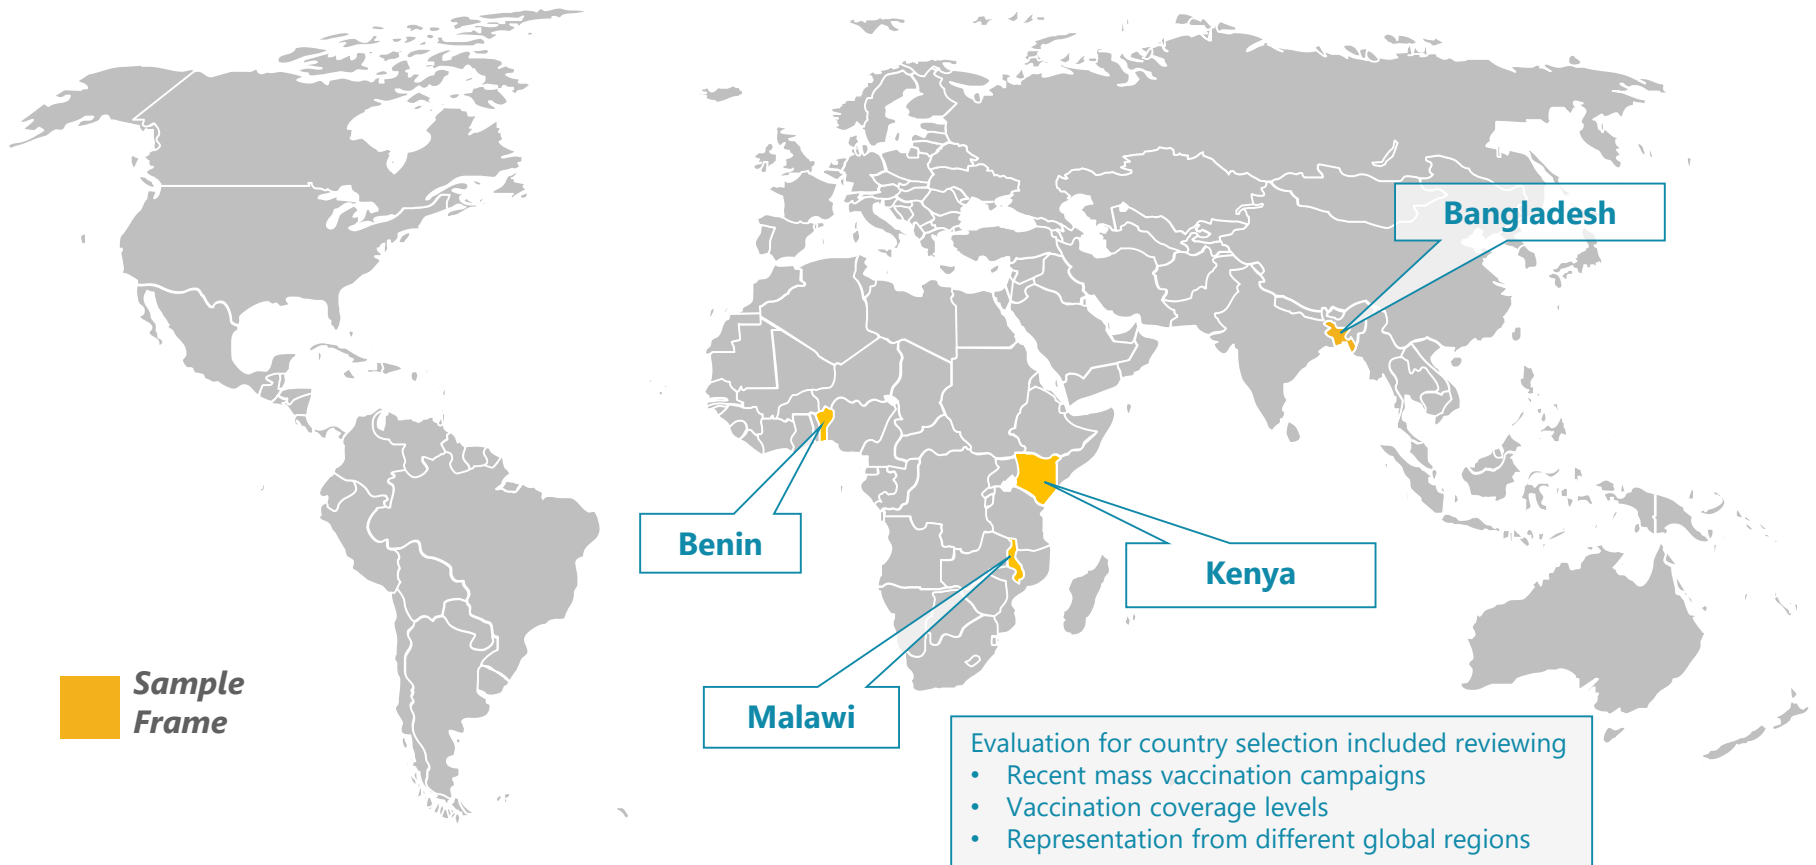 Bangladesh
Benin
Kenya
Sample
Frame
Malawi
Evaluation for country selection included reviewing
• Recent mass vaccination campaigns
• Vaccination coverage levels
• Representation from different global regions